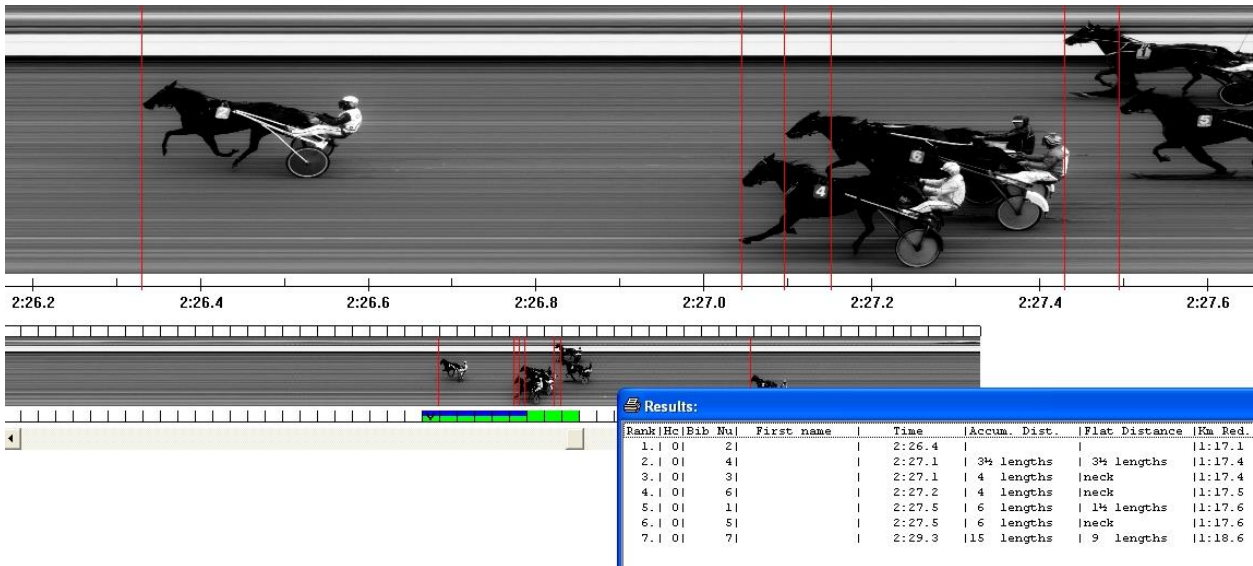 1
2
5
6
4
2:26.2 2:26.4 2:26.6 2:26.8 2:27.0 2:27.2 2:27.4 2:27.6
Results:
Rank|Hc|Bib Nu| First name | Time |Accum. Dist. |Flat Distance |Km Red.
1.| 0| 2| | 2:26.4 | | |1:17.1
2.| 0| 4| | 2:27.1 | 3½ lengths | 3½ lengths |1:17.4
3.| 0| 3| | 2:27.1 | 4 lengths |neck |1:17.4
4.| 0| 6| | 2:27.2 | 4 lengths |neck |1:17.5
5.| 0| 1| | 2:27.5 | 6 lengths | 1½ lengths |1:17.6
6.| 0| 5| | 2:27.5 | 6 lengths |neck |1:17.6
7.| 0| 7| | 2:29.3 |15 lengths | 9 lengths |1:18.6